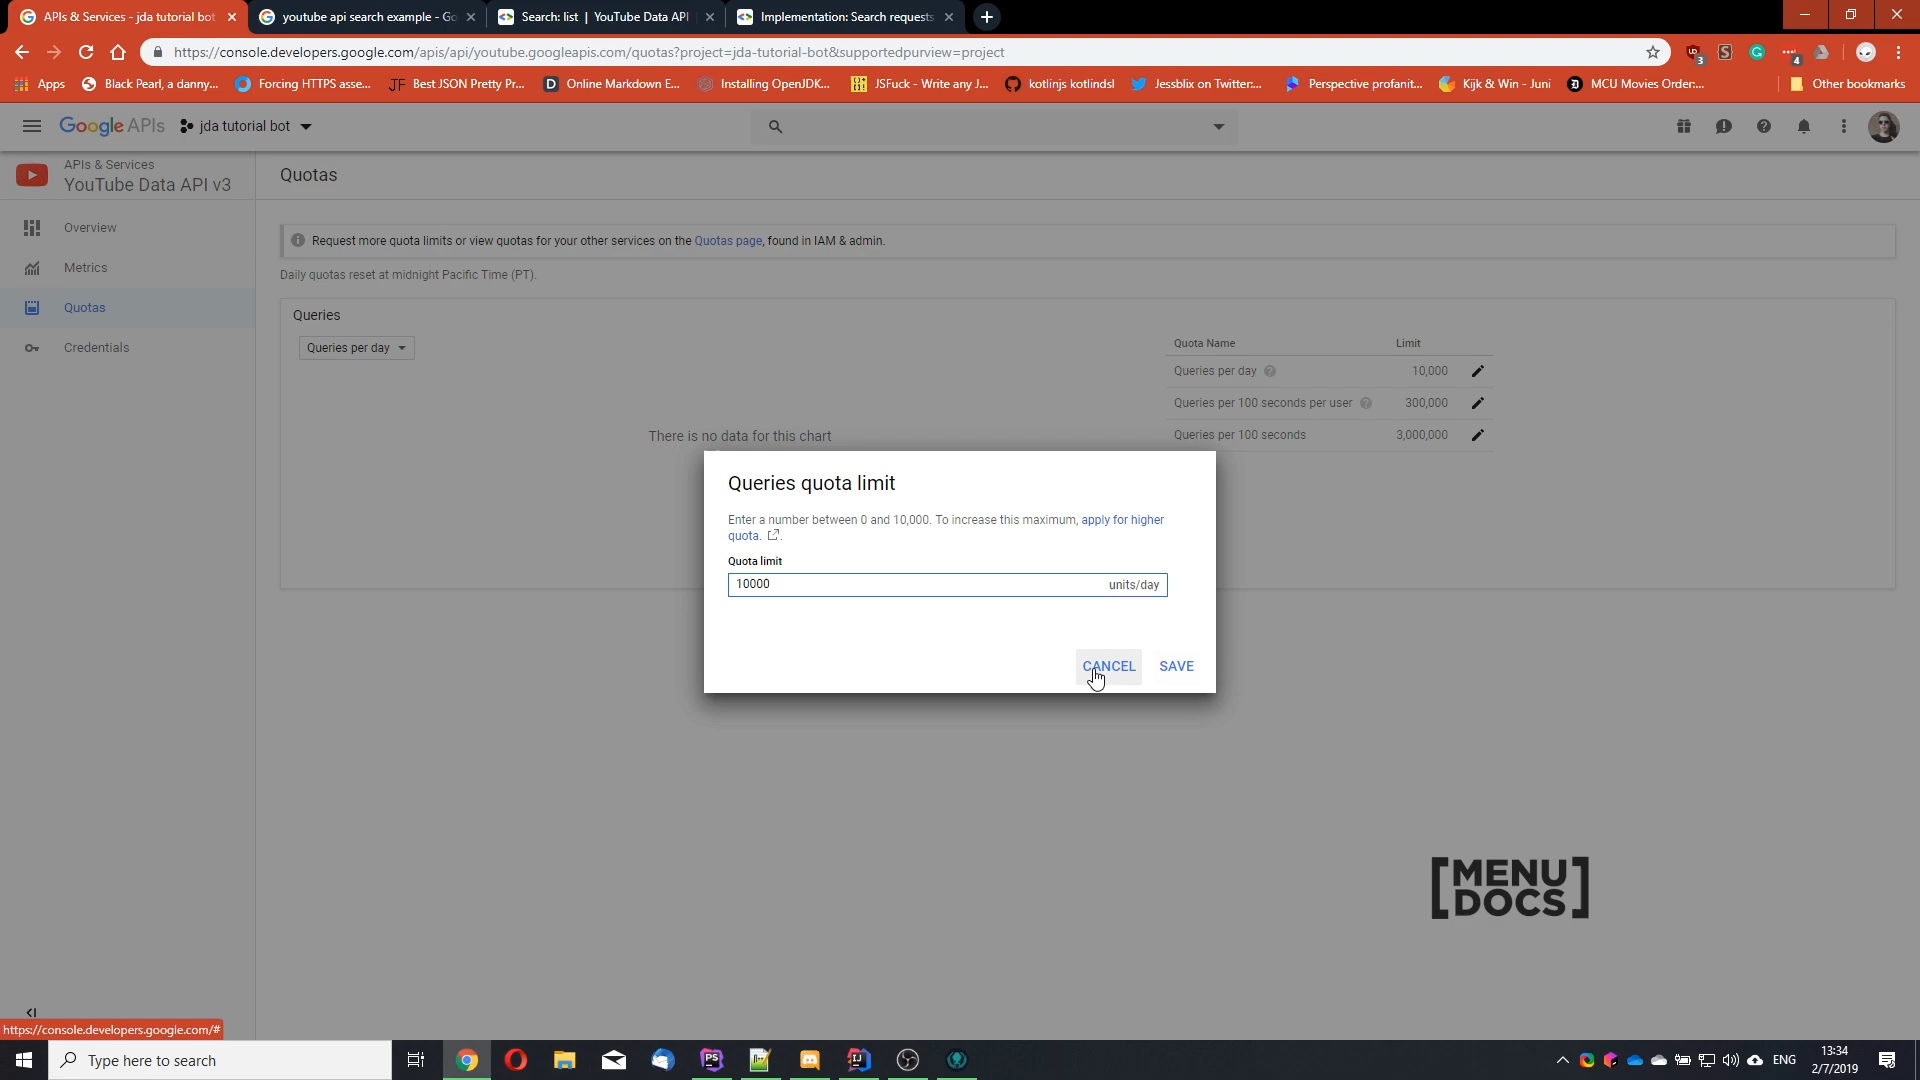 APIs & Services - jda tutorial bot
youtube api search example - Go
Search: list | YouTube Data API
Implementation: Search requests
https://console.developers.google.com/apis/api/youtube.googleapis.com/quotas?project=jda-tutorial-bot&supportedpurview=project
3
4
Apps
Black Pearl, a danny...
Forcing HTTPS asse...
JF Best JSON Pretty Pr...
Online Markdown E...
Installing OpenJDK...
JSFuck - Write any J...
kotlinjs kotlindsl
Jessblix on Twitter:...
Perspective profanit...
Kijk & Win - Juni
MCU Movies Order:...
Other bookmarks
Google APIs
jda tutorial bot
APIs & Services
YouTube Data API v3
Overview
Metrics
Quotas
Credentials
Quotas
Request more quota limits or view quotas for your other services on the Quotas page, found in IAM & admin.
Daily quotas reset at midnight Pacific Time (PT).
Queries
Queries per day
There is no data for this chart
Quota Name Limit
Queries per day 10,000
Queries per 100 seconds per user 300,000
Queries per 100 seconds 3,000,000
Queries quota limit
Enter a number between 0 and 10,000. To increase this maximum, apply for higher
quota.
Quota limit
10000 units/day
CANCEL SAVE
[MENU
DOCS]
https://console.developers.google.com/#
Type here to search
ENG
13:34
2/7/2019